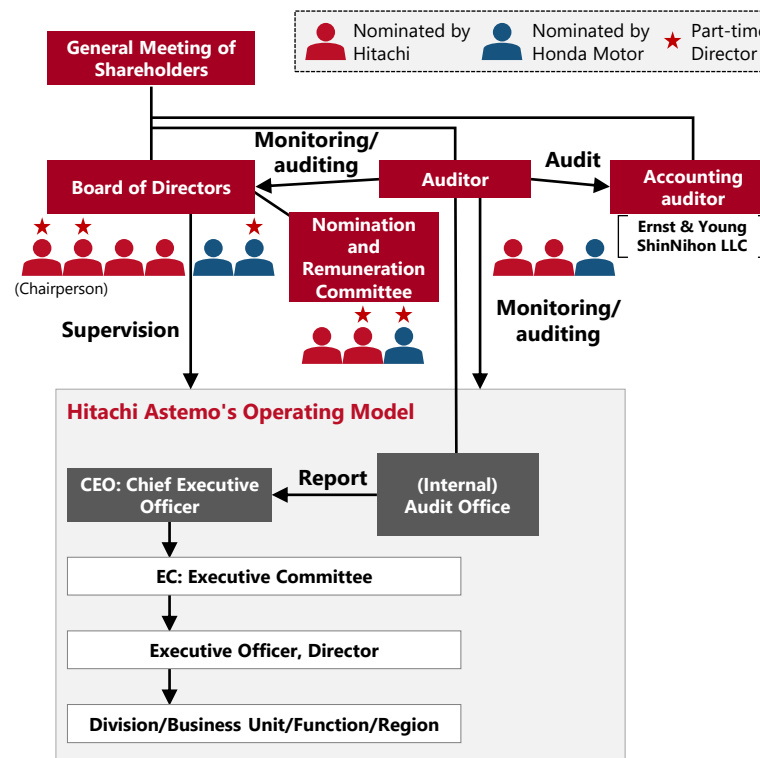 Nominated by
Hitachi
Nominated by
Honda Motor
Part-time
Director
General Meeting of
Shareholders
Monitoring/
auditing
Audit
Board of Directors
Auditor
Accounting
auditor
Ernst & Young
ShinNihon LLC
(Chairperson)
Nomination
and
Remuneration
Committee
Supervision
Monitoring/
auditing
Hitachi Astemo's Operating Model
CEO: Chief Executive
Officer
Report
(Internal)
Audit Office
EC: Executive Committee
Executive Officer, Director
Division/Business Unit/Function/Region